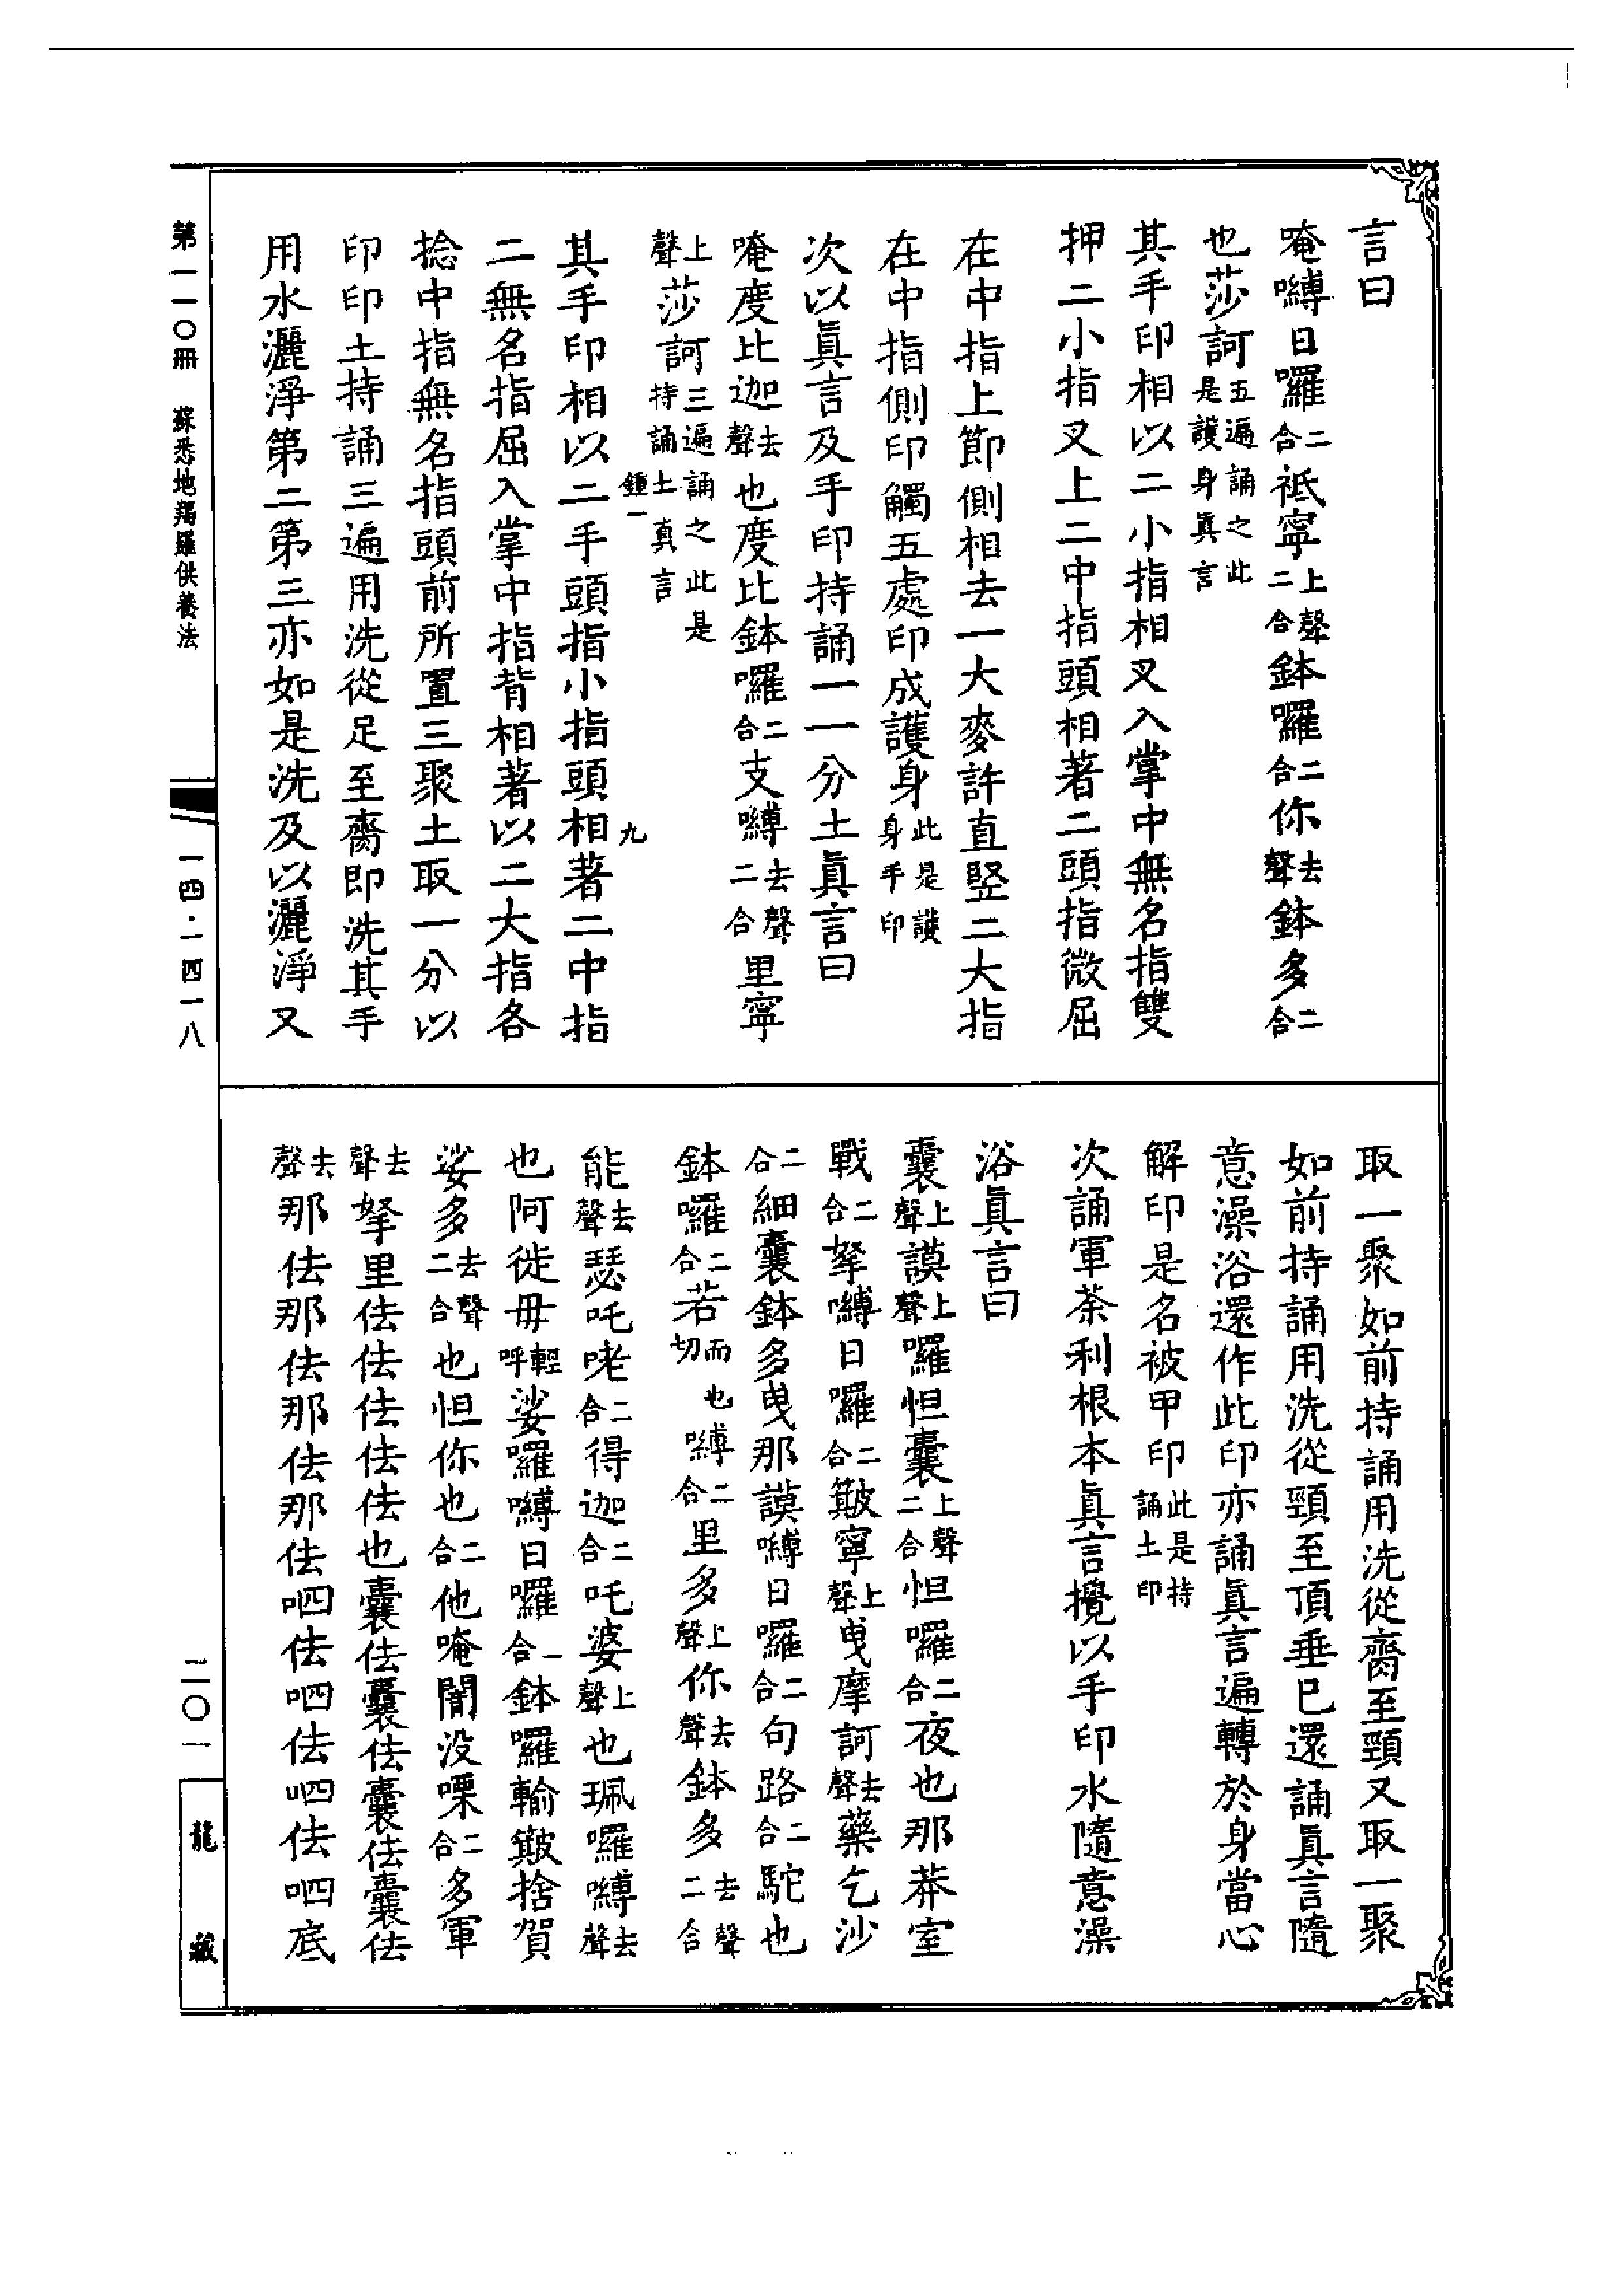 言曰
唵嚩日囉二合祇寧上聲二合鉢囉二合你去聲鉢多二合
也莎訶五遍誦之此是護身真言
其手印相以二小指相叉入掌中無名指雙
押二小指叉上二中指頭相著二頭指微屈
在中指上節側相去一大麥許直竪二大指
在中指側印觸五處印成護身此是護身手印
次以真言及手印持誦一一分土真言曰
唵度比迦去聲也度比鉢囉二合支嚩去聲二合里寧
上聲莎訶三遍誦之此是持誦土真言
鍾一 九
其手印相以二手頭指小指頭相著二中指
二無名指屈入掌中指背相著以二大指各
捻中指無名指頭前所置三聚土取一分以
印印土持誦三遍用洗從足至臍即洗其手
用水灑淨第二第三亦如是洗及以灑淨又
取一聚如前持誦用洗從臍至頸又取一聚
如前持誦用洗從頸至頂垂已還誦真言隨
意澡浴還作此印亦誦真言遍轉於身當心
解印是名被甲印此是持誦土印
次誦軍荼利根本真言攪以手印水隨意澡
浴真言曰
囊上聲謨上聲囉怛囊上聲二合怛囉二合夜也那莽室
戰二合拏嚩日囉二合簸寧上聲曳摩訶去聲藥乞沙
二合細囊鉢多曳那謨嚩日囉二合句路二合駝也
鉢囉二合若而切也嚩二合里多上聲你去聲鉢多去聲二合
能去聲瑟吒咾二合得迦二合吒婆上聲也珮囉嚩去聲
也阿徙毋輕呼娑囉嚩日囉一合鉢囉輸簸捨賀
娑多去聲二合也怛你也二合他唵闇没㗚二合多軍
去聲拏里佉佉佉佉佉也囊佉囊佉囊佉囊佉
去聲那佉那佉那佉那佉呬佉呬佉呬佉呬底
第一一〇冊 蘇悉地羯羅供養法
一四·一四一八
二〇一
龍藏